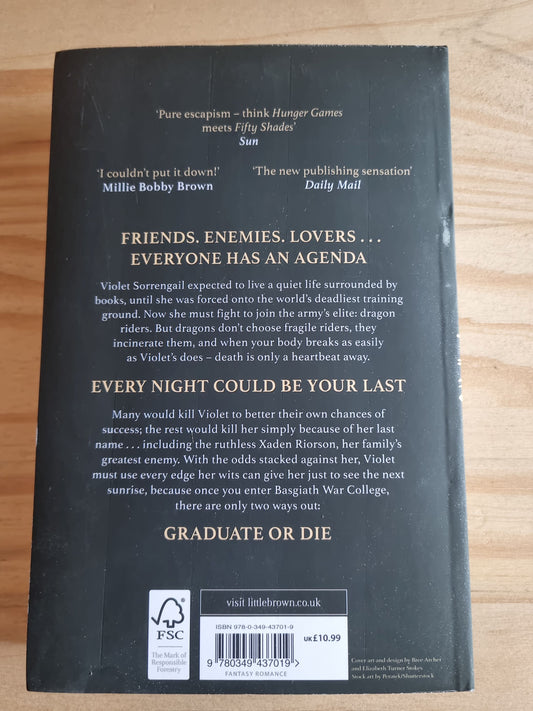 ‘Pure escapism – think Hunger Games
meets Fifty Shades’
Sun
‘I couldn’t put it down!’
Millie Bobby Brown
‘The new publishing sensation’
Daily Mail
FRIENDS. ENEMIES. LOVERS . . .
EVERYONE HAS AN AGENDA
Violet Sorrengail expected to live a quiet life surrounded by
books, until she was forced onto the world’s deadliest training
ground. Now she must fight to join the army’s elite: dragon
riders. But dragons don’t choose fragile riders, they
incinerate them, and when your body breaks as easily
as Violet’s does – death is only a heartbeat away.
EVERY NIGHT COULD BE YOUR LAST
Many would kill Violet to better their own chances of
success; the rest would kill her simply because of her last
name . . . including the ruthless Xaden Riorson, her family’s
greatest enemy. With the odds stacked against her, Violet
must use every edge her wits can give her just to see the next
sunrise, because once you enter Basgiath War College,
there are only two ways out:
GRADUATE OR DIE
FSC
The Mark of
Responsible
Forestry
visit littlebrown.co.uk
ISBN 978-0-349-43701-9
UK£10.99
9 780349 437019 >
FANTASY ROMANCE
Cover art and design by Bree Archer
and Elizabeth Turner Stokes
Stock art by Peratek/Shutterstock